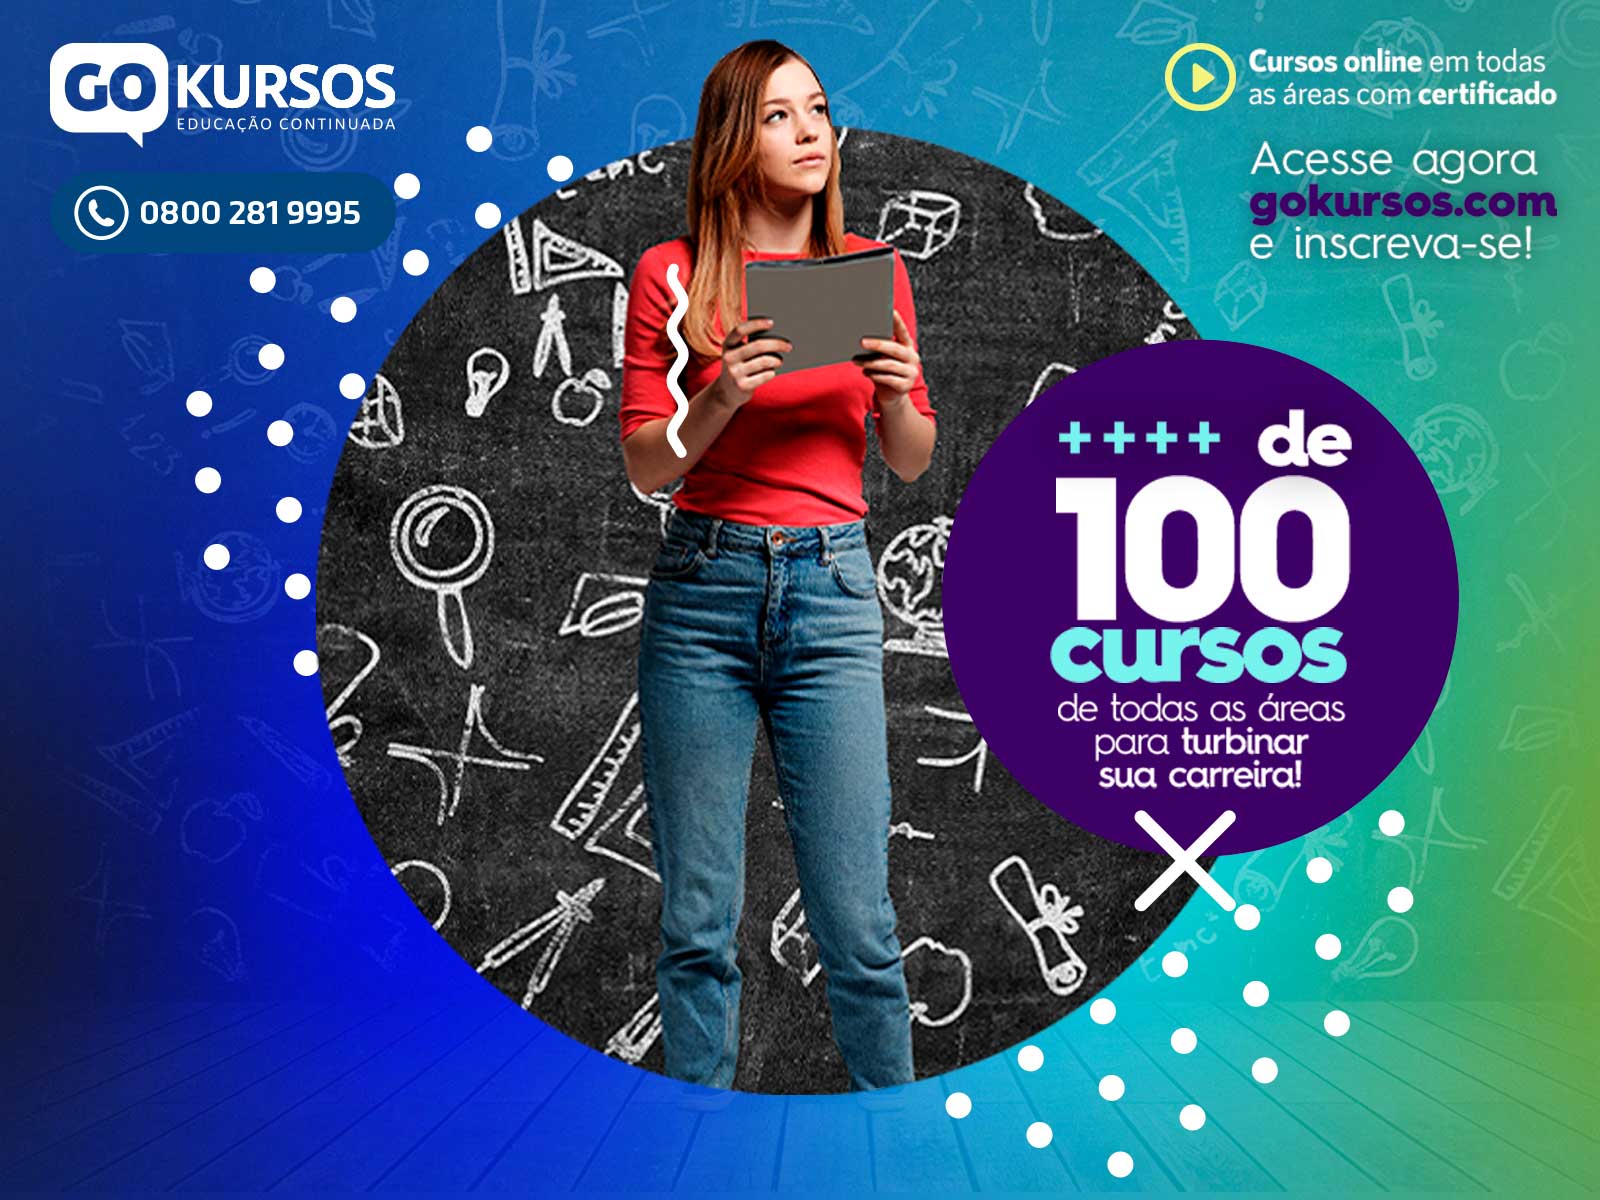 GO KURSOS
EDUCAÇÃO CONTINUADA
0800 281 9995
Cursos online em todas
as áreas com certificado
Acesse agora
gokursos.com
e inscreva-se!
++++ de
100
cursos
de todas as áreas
para turbinar
sua carreira!